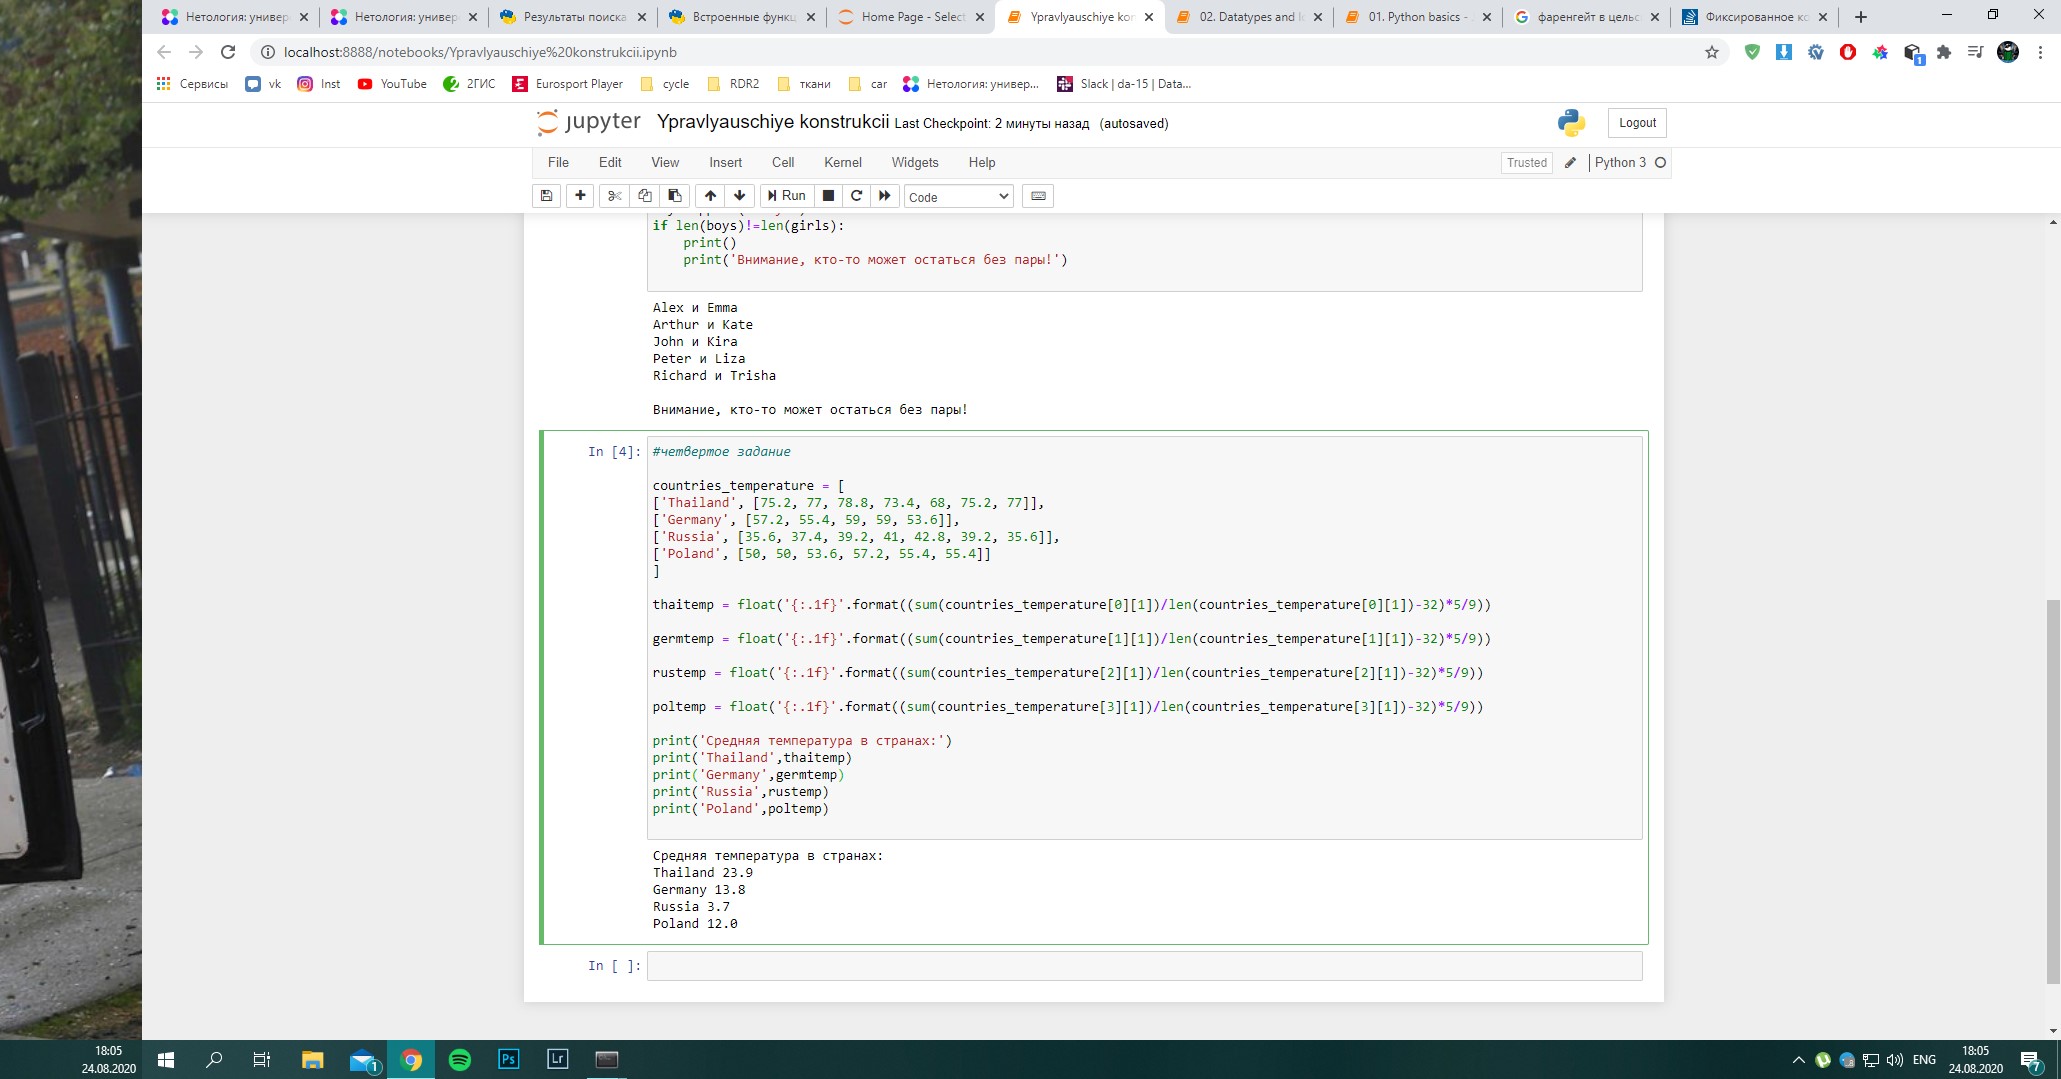 Нетология: универ
Нетология: универ
Результаты поиска
Встроенные функц
Home Page - Select
Ypravlyauschiye kon
02. Datatypes and l
01. Python basics -
фаренгейт в цельс
Фиксированное ко
localhost:8888/notebooks/Ypravlyauschiye%20konstrukcii.ipynb
Сервисы vk Inst YouTube 2ГИС Eurosport Player cycle RDR2 ткани car Нетология: универ... Slack | da-15 | Data...
jupyter Ypravlyauschiye konstrukcii Last Checkpoint: 2 минуты назад (autosaved) Logout
File Edit View Insert Cell Kernel Widgets Help Trusted Python 3
Run Code
if len(boys)!=len(girls):
    print()
    print('Внимание, кто-то может остаться без пары!')
Alex и Emma
Arthur и Kate
John и Kira
Peter и Liza
Richard и Trisha
Внимание, кто-то может остаться без пары!
In [4]: #четвертое задание
countries_temperature = [
['Thailand', [75.2, 77, 78.8, 73.4, 68, 75.2, 77]],
['Germany', [57.2, 55.4, 59, 59, 53.6]],
['Russia', [35.6, 37.4, 39.2, 41, 42.8, 39.2, 35.6]],
['Poland', [50, 50, 53.6, 57.2, 55.4, 55.4]]
]
thaitemp = float('{:.1f}'.format((sum(countries_temperature[0][1])/len(countries_temperature[0][1])-32)*5/9))
germtemp = float('{:.1f}'.format((sum(countries_temperature[1][1])/len(countries_temperature[1][1])-32)*5/9))
rustemp = float('{:.1f}'.format((sum(countries_temperature[2][1])/len(countries_temperature[2][1])-32)*5/9))
poltemp = float('{:.1f}'.format((sum(countries_temperature[3][1])/len(countries_temperature[3][1])-32)*5/9))
print('Средняя температура в странах:')
print('Thailand',thaitemp)
print('Germany',germtemp)
print('Russia',rustemp)
print('Poland',poltemp)
Средняя температура в странах:
Thailand 23.9
Germany 13.8
Russia 3.7
Poland 12.0
In [ ]:
18:05
24.08.2020
1
Ps
Lr
ENG
18:05
24.08.2020
7